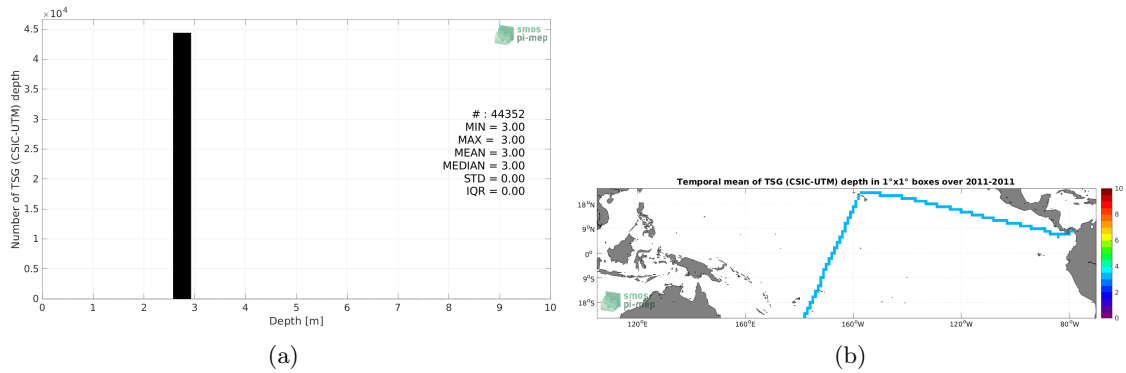 ×10⁴
4.5
4
3.5
3
2.5
2
1.5
1
0.5
0
Number of TSG (CSIC-UTM) depth
smos
pi-mep
# : 44352
MIN = 3.00
MAX = 3.00
MEAN = 3.00
MEDIAN = 3.00
STD = 0.00
IQR = 0.00
0 1 2 3 4 5 6 7 8 9 10
Depth [m]
(a)
Temporal mean of TSG (CSIC-UTM) depth in 1°x1° boxes over 2011-2011
18°N
9°N
0°
9°S
18°S
smos
pi-mep
120°E 160°E 160°W 120°W 80°W
10
8
6
4
2
0
(b)